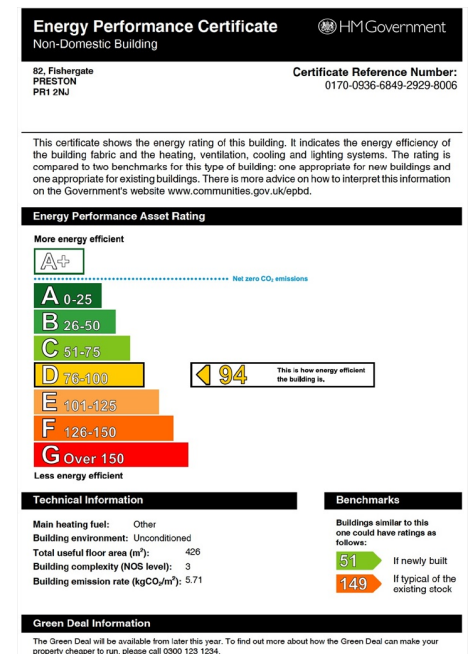 Energy Performance Certificate
HM Government
Non-Domestic Building
82, Fishergate
PRESTON
PR1 2NJ
Certificate Reference Number:
0170-0936-6849-2929-8006
This certificate shows the energy rating of this building. It indicates the energy efficiency of
the building fabric and the heating, ventilation, cooling and lighting systems. The rating is
compared to two benchmarks for this type of building: one appropriate for new buildings and
one appropriate for existing buildings. There is more advice on how to interpret this information
on the Government's website www.communities.gov.uk/epbd.
Energy Performance Asset Rating
More energy efficient
A+
Net zero CO₂ emissions
A 0-25
B 26-50
C 51-75
D 76-100
94
This is how energy efficient
the building is.
E 101-125
F 126-150
G Over 150
Less energy efficient
Technical Information
Main heating fuel: Other
Building environment: Unconditioned
Total useful floor area (m²): 426
Building complexity (NOS level): 3
Building emission rate (kgCO₂/m²): 5.71
Benchmarks
Buildings similar to this
one could have ratings as
follows:
51 If newly built
149 If typical of the
existing stock
Green Deal Information
The Green Deal will be available from later this year. To find out more about how the Green Deal can make your
property cheaper to run, please call 0300 123 1234.